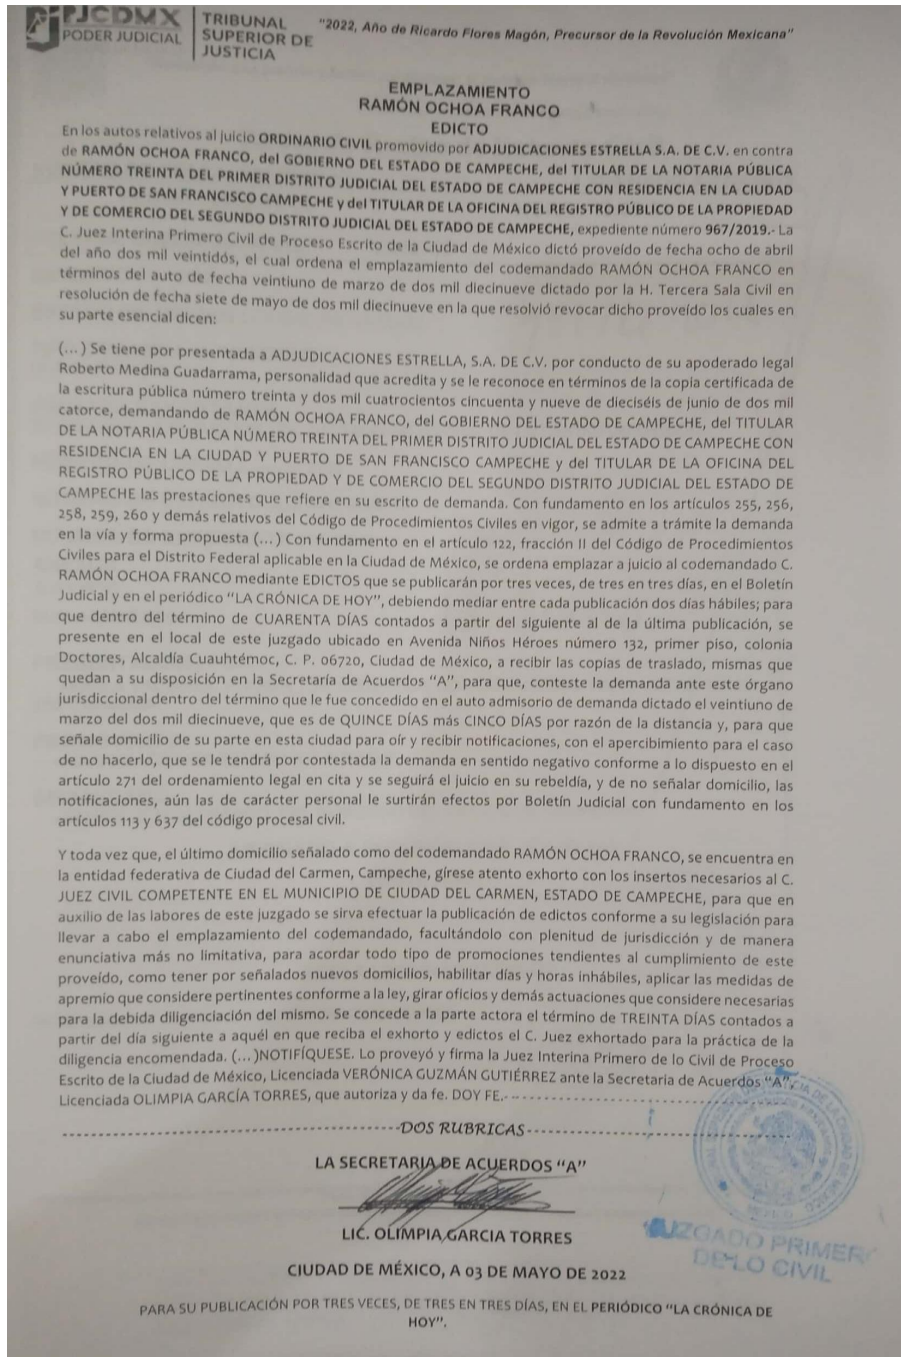 PJCDMX
PODER JUDICIAL
TRIBUNAL
SUPERIOR DE
JUSTICIA
"2022, Año de Ricardo Flores Magón, Precursor de la Revolución Mexicana"
EMPLAZAMIENTO
RAMÓN OCHOA FRANCO
EDICTO
En los autos relativos al juicio ORDINARIO CIVIL promovido por ADJUDICACIONES ESTRELLA S.A. DE C.V. en contra
de RAMÓN OCHOA FRANCO, del GOBIERNO DEL ESTADO DE CAMPECHE, del TITULAR DE LA NOTARIA PÚBLICA
NÚMERO TREINTA DEL PRIMER DISTRITO JUDICIAL DEL ESTADO DE CAMPECHE CON RESIDENCIA EN LA CIUDAD
Y PUERTO DE SAN FRANCISCO CAMPECHE y del TITULAR DE LA OFICINA DEL REGISTRO PÚBLICO DE LA PROPIEDAD
Y DE COMERCIO DEL SEGUNDO DISTRITO JUDICIAL DEL ESTADO DE CAMPECHE, expediente número 967/2019.- La
C. Juez Interina Primero Civil de Proceso Escrito de la Ciudad de México dictó proveído de fecha ocho de abril
del año dos mil veintidós, el cual ordena el emplazamiento del codemandado RAMÓN OCHOA FRANCO en
términos del auto de fecha veintiuno de marzo de dos mil diecinueve dictado por la H. Tercera Sala Civil en
resolución de fecha siete de mayo de dos mil diecinueve en la que resolvió revocar dicho proveído los cuales en
su parte esencial dicen:
(...) Se tiene por presentada a ADJUDICACIONES ESTRELLA, S.A. DE C.V. por conducto de su apoderado legal
Roberto Medina Guadarrama, personalidad que acredita y se le reconoce en términos de la copia certificada de
la escritura pública número treinta y dos mil cuatrocientos cincuenta y nueve de dieciséis de junio de dos mil
catorce, demandando de RAMÓN OCHOA FRANCO, del GOBIERNO DEL ESTADO DE CAMPECHE, del TITULAR
DE LA NOTARIA PÚBLICA NÚMERO TREINTA DEL PRIMER DISTRITO JUDICIAL DEL ESTADO DE CAMPECHE CON
RESIDENCIA EN LA CIUDAD Y PUERTO DE SAN FRANCISCO CAMPECHE y del TITULAR DE LA OFICINA DEL
REGISTRO PÚBLICO DE LA PROPIEDAD Y DE COMERCIO DEL SEGUNDO DISTRITO JUDICIAL DEL ESTADO DE
CAMPECHE las prestaciones que refiere en su escrito de demanda. Con fundamento en los artículos 255, 256,
258, 259, 260 y demás relativos del Código de Procedimientos Civiles en vigor, se admite a trámite la demanda
en la vía y forma propuesta (...) Con fundamento en el artículo 122, fracción II del Código de Procedimientos
Civiles para el Distrito Federal aplicable en la Ciudad de México, se ordena emplazar a juicio al codemandado C.
RAMÓN OCHOA FRANCO mediante EDICTOS que se publicarán por tres veces, de tres en tres días, en el Boletín
Judicial y en el periódico "LA CRÓNICA DE HOY", debiendo mediar entre cada publicación dos días hábiles; para
que dentro del término de CUARENTA DÍAS contados a partir del siguiente al de la última publicación, se
presente en el local de este juzgado ubicado en Avenida Niños Héroes número 132, primer piso, colonia
Doctores, Alcaldía Cuauhtémoc, C. P. 06720, Ciudad de México, a recibir las copias de traslado, mismas que
quedan a su disposición en la Secretaría de Acuerdos "A", para que, conteste la demanda ante este órgano
jurisdiccional dentro del término que le fue concedido en el auto admisorio de demanda dictado el veintiuno de
marzo del dos mil diecinueve, que es de QUINCE DÍAS más CINCO DÍAS por razón de la distancia y, para que
señale domicilio de su parte en esta ciudad para oír y recibir notificaciones, con el apercibimiento para el caso
de no hacerlo, que se le tendrá por contestada la demanda en sentido negativo conforme a lo dispuesto en el
artículo 271 del ordenamiento legal en cita y se seguirá el juicio en su rebeldía, y de no señalar domicilio, las
notificaciones, aún las de carácter personal le surtirán efectos por Boletín Judicial con fundamento en los
artículos 113 y 637 del código procesal civil.
Y toda vez que, el último domicilio señalado como del codemandado RAMÓN OCHOA FRANCO, se encuentra en
la entidad federativa de Ciudad del Carmen, Campeche, gírese atento exhorto con los insertos necesarios al C.
JUEZ CIVIL COMPETENTE EN EL MUNICIPIO DE CIUDAD DEL CARMEN, ESTADO DE CAMPECHE, para que en
auxilio de las labores de este juzgado se sirva efectuar la publicación de edictos conforme a su legislación para
llevar a cabo el emplazamiento del codemandado, facultándolo con plenitud de jurisdicción y de manera
enunciativa más no limitativa, para acordar todo tipo de promociones tendientes al cumplimiento de este
proveído, como tener por señalados nuevos domicilios, habilitar días y horas inhábiles, aplicar las medidas de
apremio que considere pertinentes conforme a la ley, girar oficios y demás actuaciones que considere necesarias
para la debida diligenciación del mismo. Se concede a la parte actora el término de TREINTA DÍAS contados a
partir del día siguiente a aquél en que reciba el exhorto y edictos el C. Juez exhortado para la práctica de la
diligencia encomendada. (...)NOTIFÍQUESE. Lo proveyó y firma la Juez Interina Primero de lo Civil de Proceso
Escrito de la Ciudad de México, Licenciada VERÓNICA GUZMÁN GUTIÉRREZ ante la Secretaria de Acuerdos "A",
Licenciada OLIMPIA GARCÍA TORRES, que autoriza y da fe. DOY FE.-
DOS RUBRICAS
LA SECRETARIA DE ACUERDOS "A"
LIC. OLIMPIA GARCIA TORRES
JUZGADO PRIMERO
DE LO CIVIL
CIUDAD DE MÉXICO, A 03 DE MAYO DE 2022
PARA SU PUBLICACIÓN POR TRES VECES, DE TRES EN TRES DÍAS, EN EL PERIÓDICO "LA CRÓNICA DE
HOY".